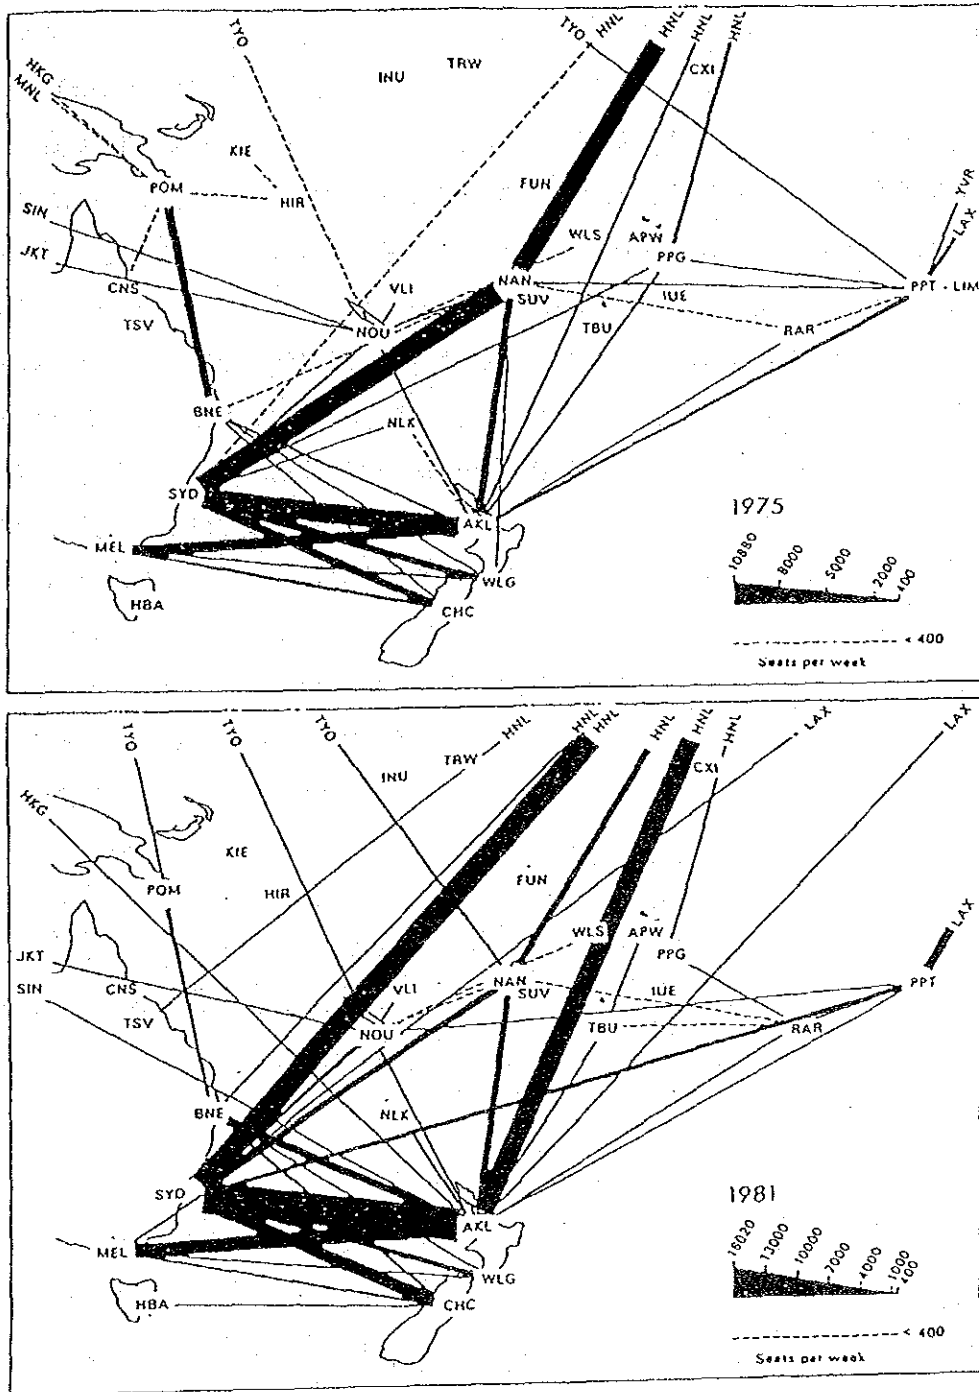 TYO
TYO
HNL
HNL
HNL
HNL
HKG
MNL
INU
TRW
CXI
KIE
POM
HIR
FUN
YVR
LAX
SIN
WLS
APW
PPG
JKT
CNS
VLI
NAN
SUV
IUE
PPT - LIM
TSV
NOU
TBU
RAR
BNE
NLK
SYD
AKL
1975
MEL
WLG
HBA
CHC
10880
8000
5000
2000
400
< 400
Seats per week
TYO
TYO
TYO
HNL
HNL
HNL
HNL
HNL
HNL
LAX
LAX
HKG
INU
TRW
CXI
KIE
POM
HIR
FUN
LAX
WLS
APW
PPG
JKT
SIN
CNS
VLI
NAN
SUV
IUE
PPT
TSV
NOU
TBU
RAR
BNE
NLK
SYD
AKL
1981
MEL
WLG
HBA
CHC
16020
13000
10000
7000
4000
1000
400
< 400
Seats per week